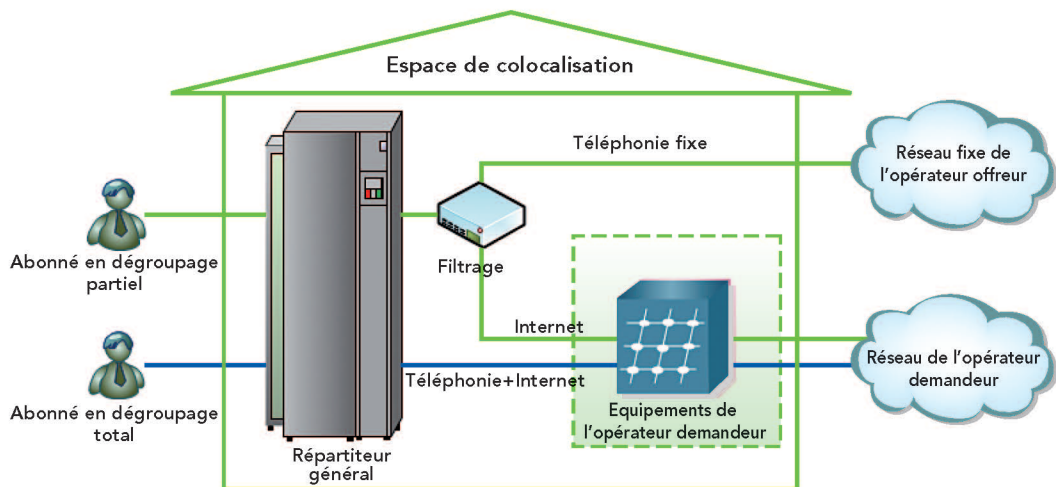 Espace de colocalisation
Téléphonie fixe
Réseau fixe de
l'opérateur offreur
Abonné en dégroupage
partiel
Filtrage
Internet
Réseau de l'opérateur
demandeur
Téléphonie+Internet
Abonné en dégroupage
total
Equipements de
l'opérateur demandeur
Répartiteur
général